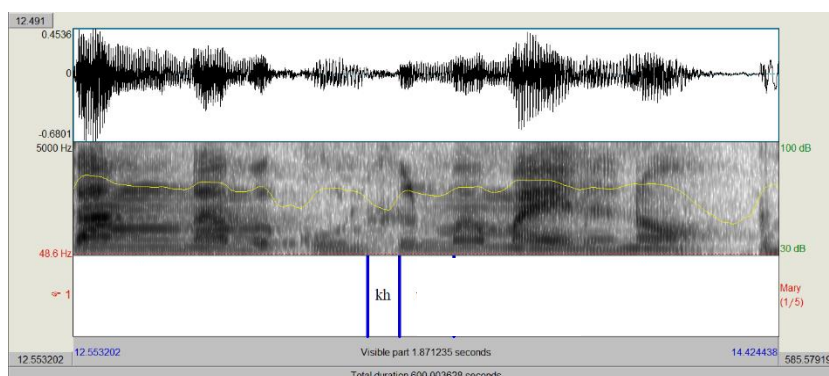 12.491
0.4536
0
-0.6801
5000 Hz
100 dB
48.6 Hz
30 dB
1
kh
Mary
(1/5)
12.553202
12.553202
Visible part 1.871235 seconds
14.424438
585.57919
Total duration 600.003628 seconds